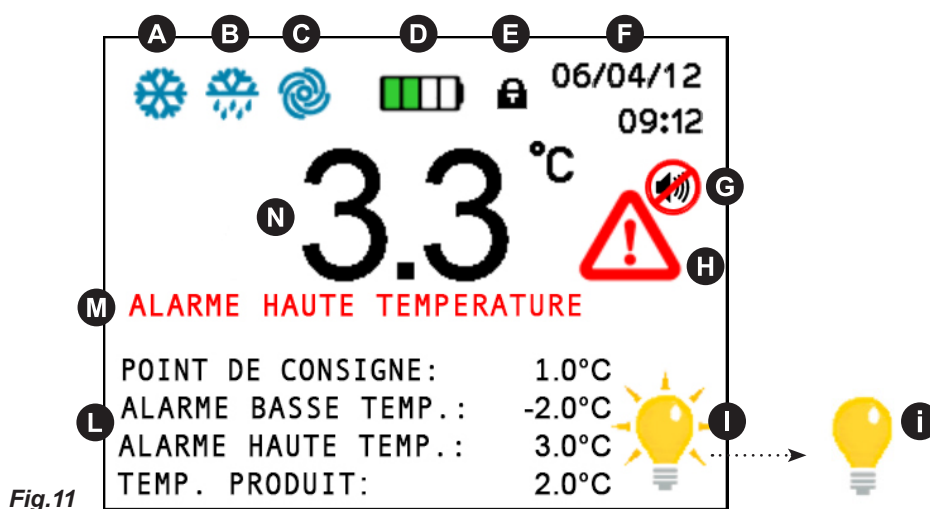 A B C D E F
06/04/12
09:12
3.3 °C
G
N
H
M ALARME HAUTE TEMPERATURE
POINT DE CONSIGNE: 1.0°C
ALARME BASSE TEMP.: -2.0°C
L I i
ALARME HAUTE TEMP.: 3.0°C
TEMP. PRODUIT: 2.0°C
Fig.11